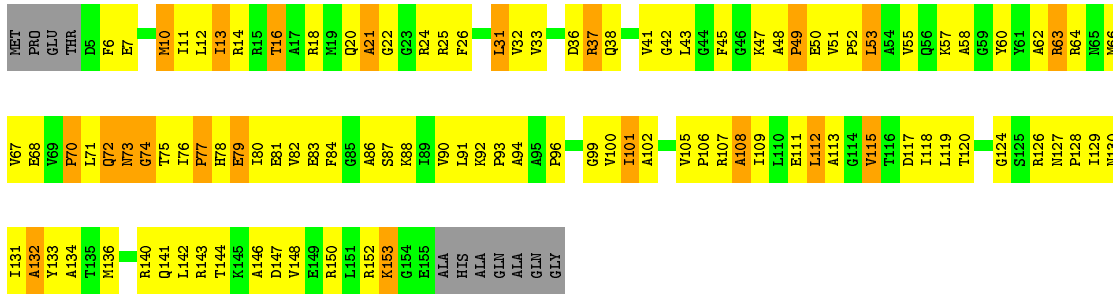 MET PRO GLU THR D5 F6 E7 M10 I11 L12 I13 R14 R15 T16 A17 R18 M19 Q20 A21 G22 G23 R24 R25 F26 L31 V32 V33 D36 R37 Q38 V41 G42 L43 G44 F45 G46 K47 A48 P49 E50 V51 P52 L53 A54 V55 Q56 K57 A58 G59 Y60 Y61 A62 R63 R64 N65 M66
V67 E68 V69 P70 L71 Q72 N73 G74 T75 I76 P77 H78 E79 I80 E81 V82 E83 F84 G85 A86 S87 K88 I89 V90 L91 K92 P93 A94 A95 P96 G99 V100 I101 A102 V105 P106 R107 A108 I109 L110 E111 L112 A113 G114 V115 T116 D117 I118 L119 T120 G124 S125 R126 N127 P128 I129 N130
I131 A132 Y133 A134 T135 M136 R140 Q141 L142 R143 T144 K145 A146 D147 V148 E149 R150 L151 R152 K153 G154 E155 ALA HIS ALA GLN ALA GLN GLY